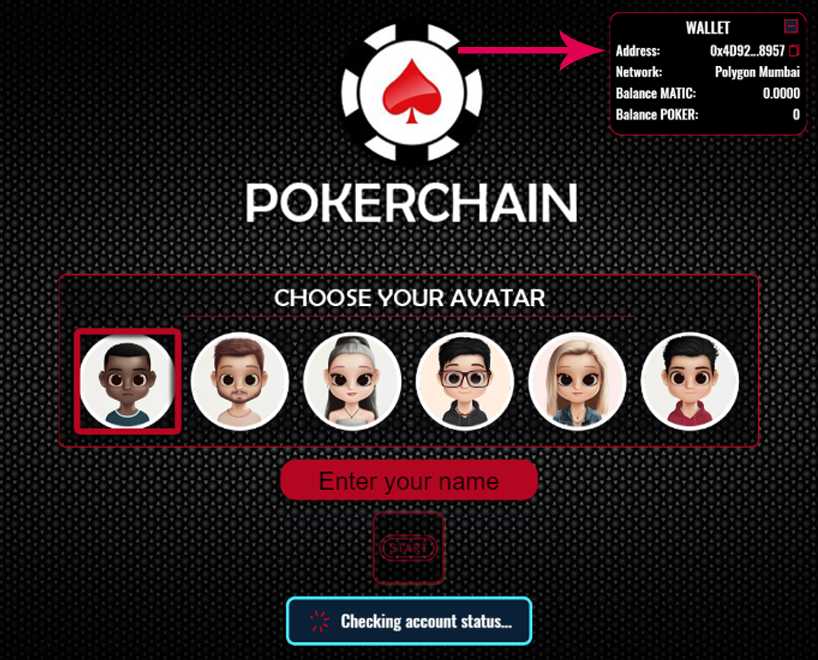 WALLET
Address: 0x4D92...8957
Network: Polygon Mumbai
Balance MATIC: 0.0000
Balance POKER: 0
POKERCHAIN
CHOOSE YOUR AVATAR
Enter your name
START
Checking account status...